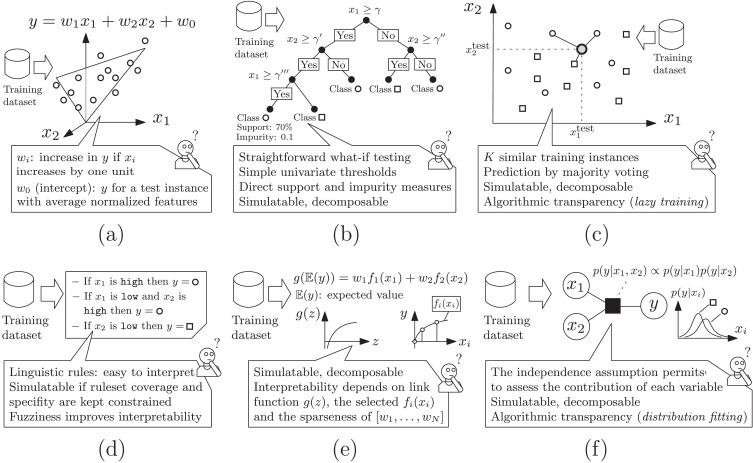 y = w₁x₁ + w₂x₂ + w₀
Training
dataset
x₂
x₁
?
wᵢ: increase in y if xᵢ
increases by one unit
w₀ (intercept): y for a test instance
with average normalized features
(a)
Training
dataset
x₁ ≥ γ
x₂ ≥ γ′
Yes
No
x₂ ≥ γ″
x₁ ≥ γ‴
Yes
No
Yes
No
Yes
Class
Class
Class
Class
Support: 70%
Impurity: 0.1
?
Straightforward what-if testing
Simple univariate thresholds
Direct support and impurity measures
Simulatable, decomposable
(b)
x₂
x₂ᵗᵉˢᵗ
Training
dataset
x₁ᵗᵉˢᵗ
x₁
?
K similar training instances
Prediction by majority voting
Simulatable, decomposable
Algorithmic transparency (lazy training)
(c)
Training
dataset
– If x₁ is high then y =
– If x₁ is low and x₂ is
high then y =
– If x₂ is low then y =
?
Linguistic rules: easy to interpret
Simulatable if ruleset coverage and
specifity are kept constrained
Fuzziness improves interpretability
(d)
Training
dataset
g(𝔼(y)) = w₁f₁(x₁) + w₂f₂(x₂)
𝔼(y): expected value
g(z)
z
y
fᵢ(xᵢ)
xᵢ
?
Simulatable, decomposable
Interpretability depends on link
function g(z), the selected fᵢ(xᵢ)
and the sparseness of [w₁, . . . , w_N]
(e)
Training
dataset
p(y|x₁, x₂) ∝ p(y|x₁)p(y|x₂)
x₁
x₂
y
p(y|xᵢ)
xᵢ
?
The independence assumption permits
to assess the contribution of each variable
Simulatable, decomposable
Algorithmic transparency (distribution fitting)
(f)